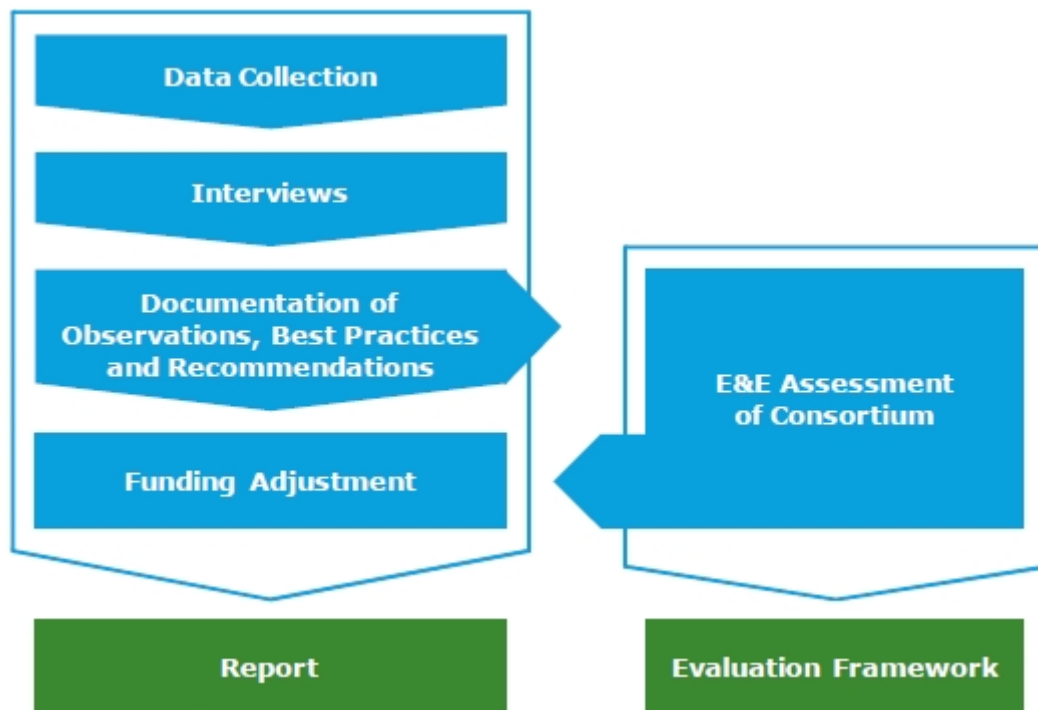 Data Collection
Interviews
Documentation of
Observations, Best Practices
and Recommendations
Funding Adjustment
Report
E&E Assessment
of Consortium
Evaluation Framework